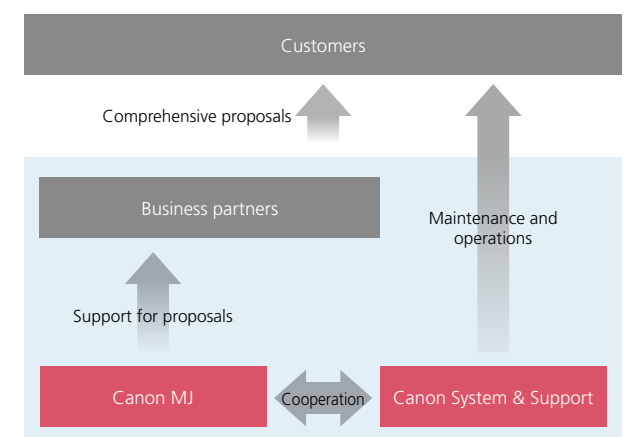 Customers
Comprehensive proposals
Business partners
Maintenance and
operations
Support for proposals
Canon MJ
Cooperation
Canon System & Support